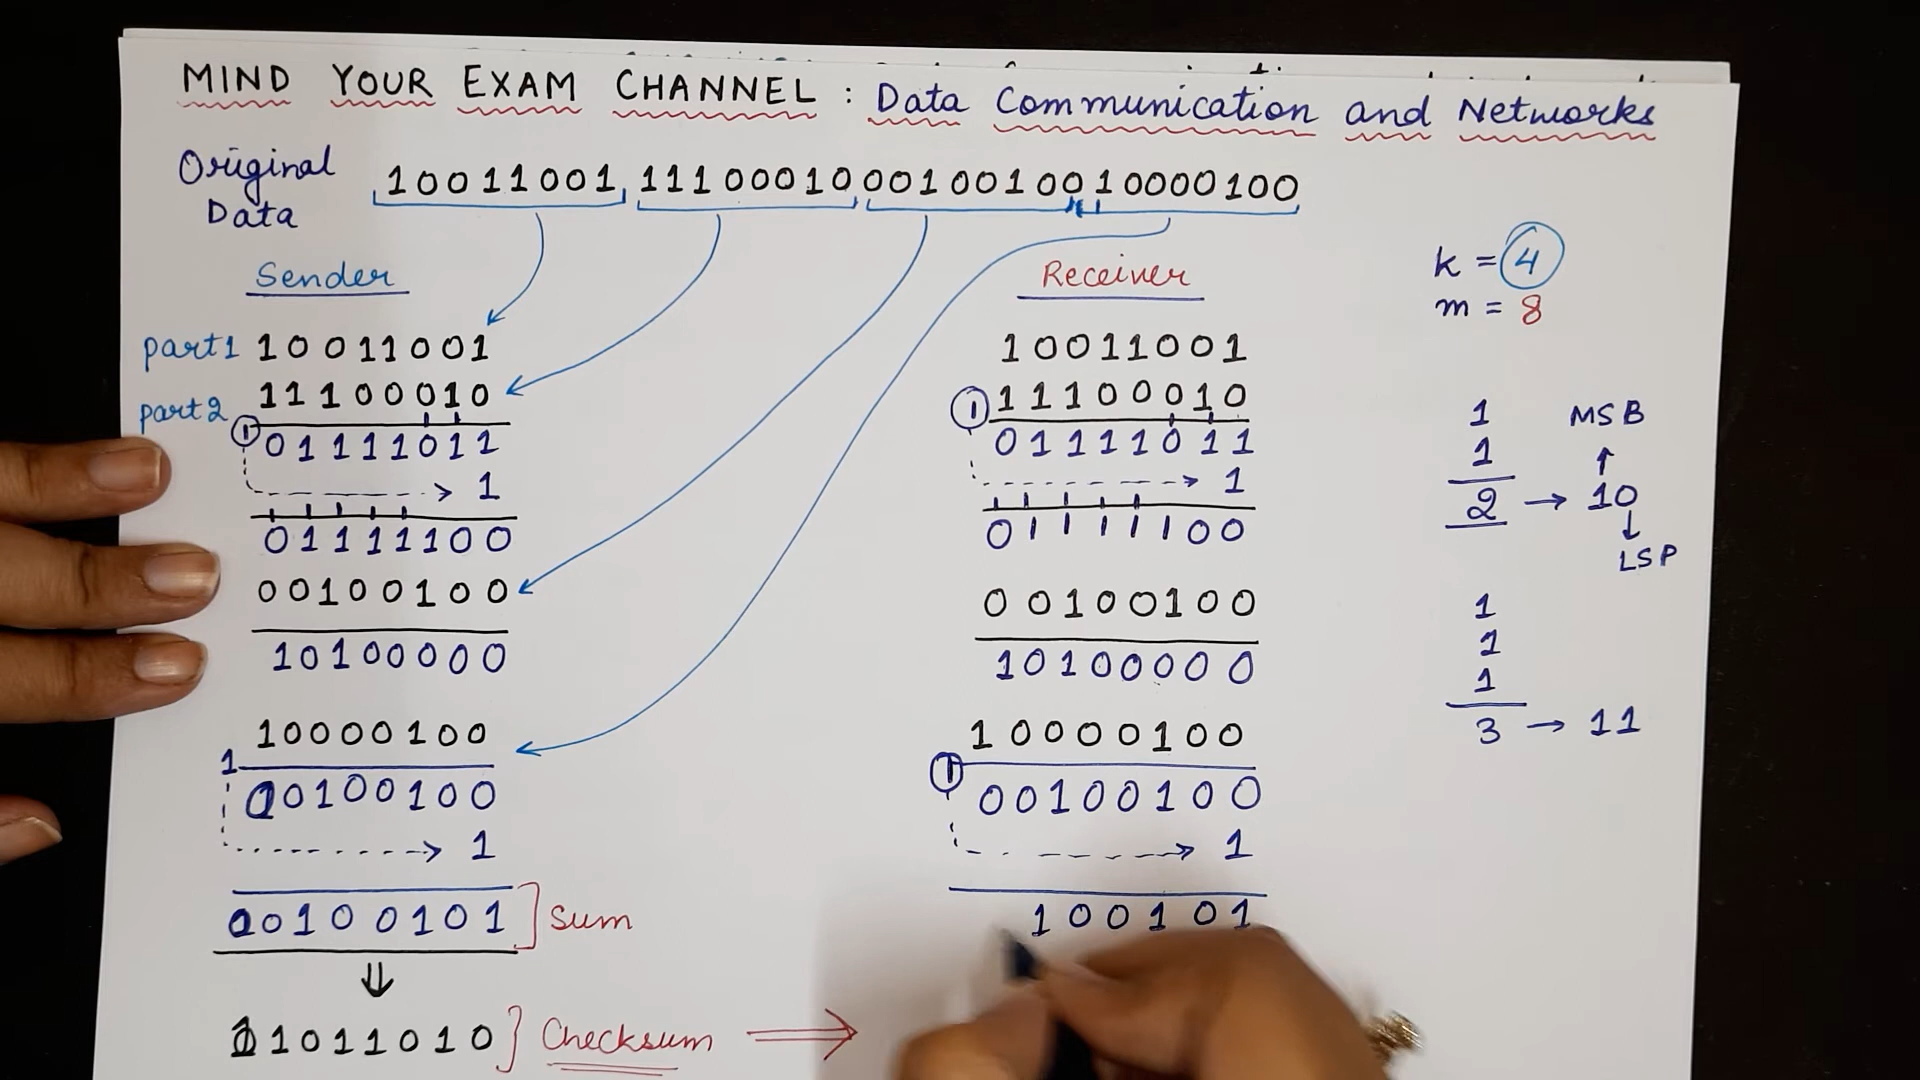 MIND YOUR EXAM CHANNEL : Data Communication and Networks
Original Data 10011001 11100010 00100100 10000100
Sender
part1 10011001
part2 11100010
1 01111011
1
01111100
00100100
10100000
10000100
1 00100100
1
00100101 ] Sum
⇓
11011010 ] Checksum ⇒
Receiver
10011001
1 11100010
01111011
1
01111100
00100100
10100000
10000100
1 00100100
1
100101
k = 4
m = 8
1 MSB
1 ↑
2 → 10
↓
LSP
1
1
1
3 → 11